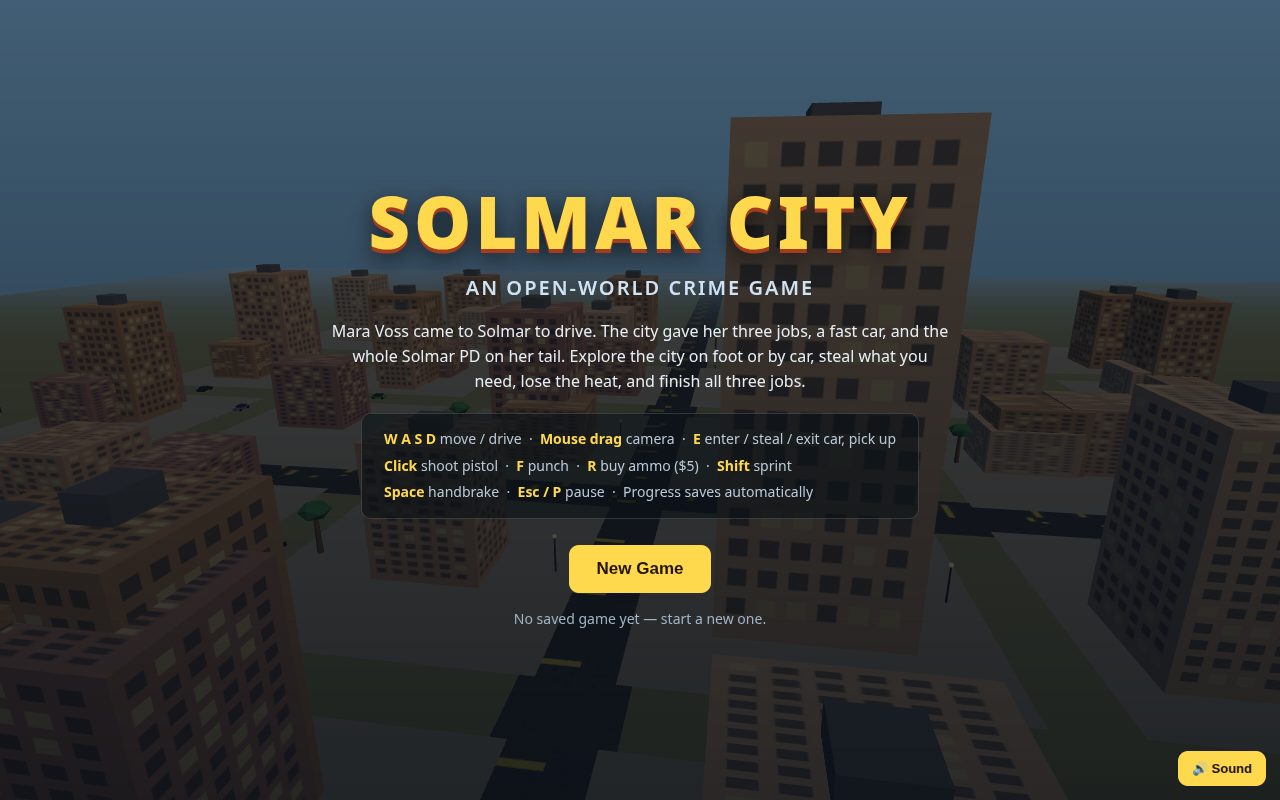 SOLMAR CITY
AN OPEN-WORLD CRIME GAME
Mara Voss came to Solmar to drive. The city gave her three jobs, a fast car, and the
whole Solmar PD on her tail. Explore the city on foot or by car, steal what you
need, lose the heat, and finish all three jobs.
W A S D move / drive · Mouse drag camera · E enter / steal / exit car, pick up
Click shoot pistol · F punch · R buy ammo ($5) · Shift sprint
Space handbrake · Esc / P pause · Progress saves automatically
New Game
No saved game yet — start a new one.
🔊 Sound